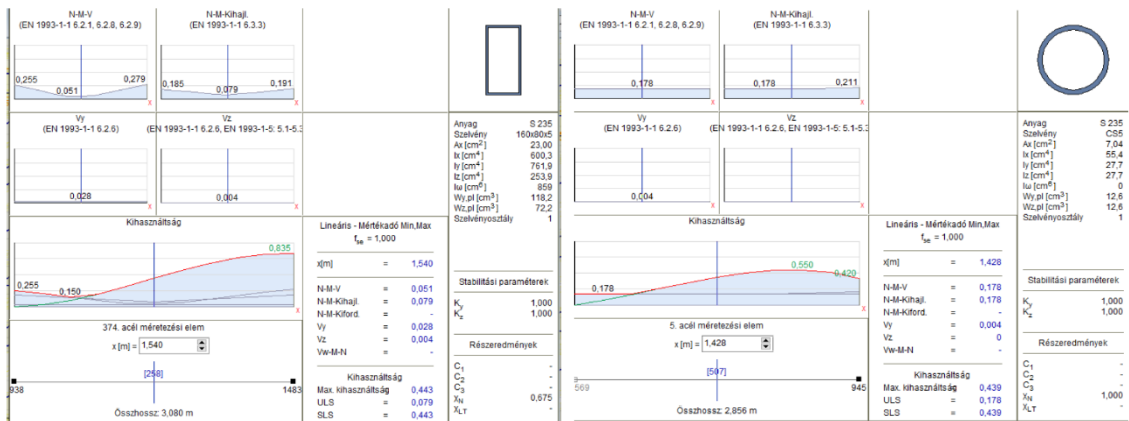 N-M-V
(EN 1993-1-1 6.2.1, 6.2.8, 6.2.9)
0,255
0,051
0,279
x
N-M-Kihajl.
(EN 1993-1-1 6.3.3)
0,185
0,079
0,191
x
Vy
(EN 1993-1-1 6.2.6)
0,028
x
Vz
(EN 1993-1-1 6.2.6, EN 1993-1-5: 5.1-5.3
0,004
x
Anyag S 235
Szelvény 160x80x5
Ax [cm²] 23,00
Ix [cm⁴] 600,3
Iy [cm⁴] 761,9
Iz [cm⁴] 253,9
Iω [cm⁶] 859
Wy,pl [cm³] 118,2
Wz,pl [cm³] 72,2
Szelvényosztály 1
Kihasználtság
0,255
0,150
0,835
x
374. acél méretezési elem
x [m] = 1,540
[258]
938
1483
Összhossz: 3,080 m
Lineáris - Mértékadó Min,Max
fse = 1,000
x[m] = 1,540
N-M-V = 0,051
N-M-Kihajl. = 0,079
N-M-Kiford. = -
Vy = 0,028
Vz = 0,004
Vw-M-N = -
Kihasználtság
Max. kihasználtság = 0,443
ULS = 0,079
SLS = 0,443
Stabilitási paraméterek
Ky 1,000
Kz 1,000
Részeredmények
C1 -
C2 -
C3 -
χN 0,675
χLT -
N-M-V
(EN 1993-1-1 6.2.1, 6.2.8, 6.2.9)
0,178
x
N-M-Kihajl.
(EN 1993-1-1 6.3.3)
0,178
0,211
x
Vy
(EN 1993-1-1 6.2.6)
0,004
x
Vz
(EN 1993-1-1 6.2.6, EN 1993-1-5: 5.1-5.3
x
Anyag S 235
Szelvény CS5
Ax [cm²] 7,04
Ix [cm⁴] 55,4
Iy [cm⁴] 27,7
Iz [cm⁴] 27,7
Iω [cm⁶] 0
Wy,pl [cm³] 12,6
Wz,pl [cm³] 12,6
Szelvényosztály 1
Kihasználtság
0,178
0,550
0,420
x
5. acél méretezési elem
x [m] = 1,428
[507]
569
945
Összhossz: 2,856 m
Lineáris - Mértékadó Min,Max
fse = 1,000
x[m] = 1,428
N-M-V = 0,178
N-M-Kihajl. = 0,178
N-M-Kiford. = -
Vy = 0,004
Vz = 0
Vw-M-N = -
Kihasználtság
Max. kihasználtság = 0,439
ULS = 0,178
SLS = 0,439
Stabilitási paraméterek
Ky 1,000
Kz 1,000
Részeredmények
C1 -
C2 -
C3 -
χN 1,000
χLT -